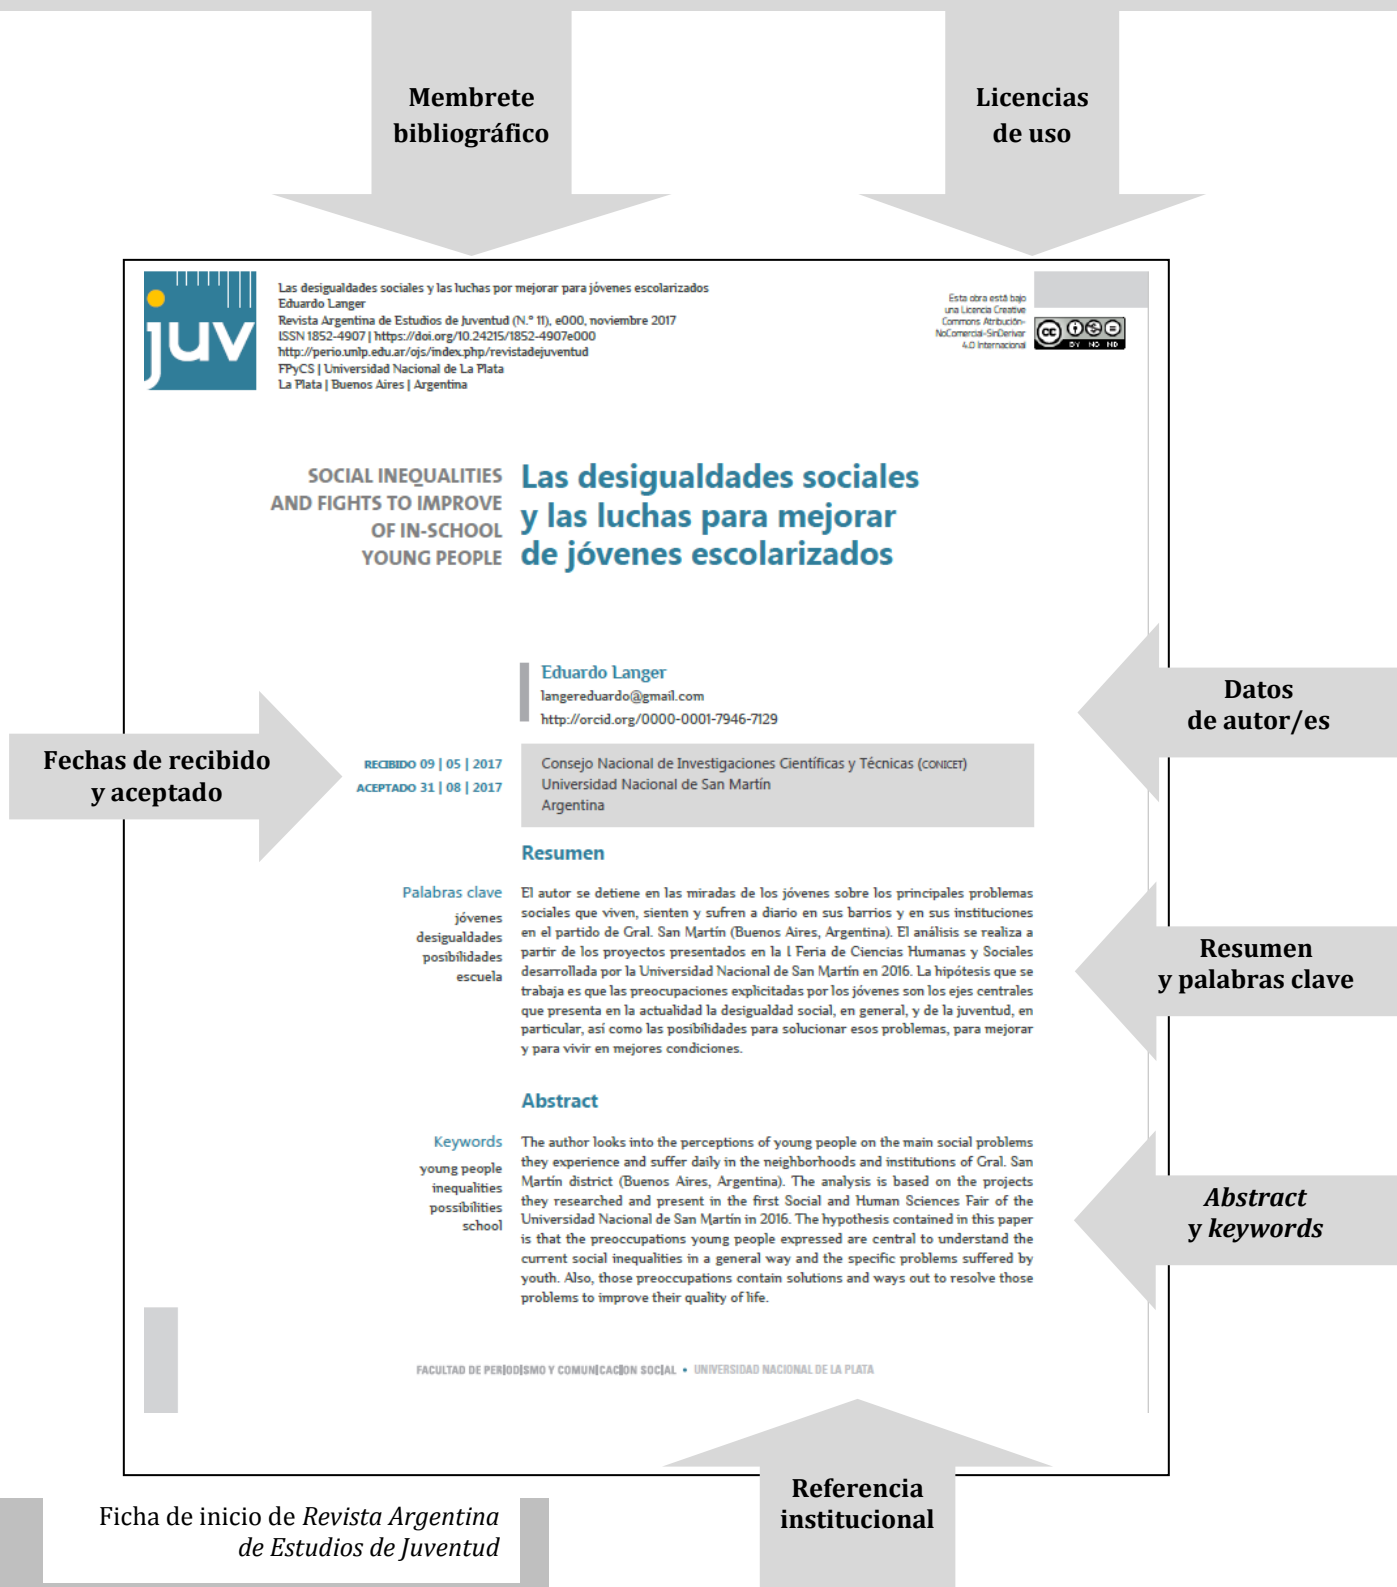 Membrete
bibliográfico
Licencias
de uso
juv
Las desigualdades sociales y las luchas por mejorar para jóvenes escolarizados
Eduardo Langer
Revista Argentina de Estudios de Juventud (N.º 11), e000, noviembre 2017
ISSN 1852-4907 | https://doi.org/10.24215/1852-4907e000
http://perio.unlp.edu.ar/ojs/index.php/revistadejuventud
FPyCS | Universidad Nacional de La Plata
La Plata | Buenos Aires | Argentina
Esta obra está bajo
una Licencia Creative
Commons Atribución-
NoComercial-SinDerivar
4.0 Internacional
cc
BY NC ND
SOCIAL INEQUALITIES
AND FIGHTS TO IMPROVE
OF IN-SCHOOL
YOUNG PEOPLE
Las desigualdades sociales
y las luchas para mejorar
de jóvenes escolarizados
Eduardo Langer
langereduardo@gmail.com
http://orcid.org/0000-0001-7946-7129
Datos
de autor/es
Fechas de recibido
y aceptado
RECIBIDO 09 | 05 | 2017
ACEPTADO 31 | 08 | 2017
Consejo Nacional de Investigaciones Científicas y Técnicas (CONICET)
Universidad Nacional de San Martín
Argentina
Resumen
Palabras clave
jóvenes
desigualdades
posibilidades
escuela
El autor se detiene en las miradas de los jóvenes sobre los principales problemas
sociales que viven, sienten y sufren a diario en sus barrios y en sus instituciones
en el partido de Gral. San Martín (Buenos Aires, Argentina). El análisis se realiza a
partir de los proyectos presentados en la I Feria de Ciencias Humanas y Sociales
desarrollada por la Universidad Nacional de San Martín en 2016. La hipótesis que se
trabaja es que las preocupaciones explicitadas por los jóvenes son los ejes centrales
que presenta en la actualidad la desigualdad social, en general, y de la juventud, en
particular, así como las posibilidades para solucionar esos problemas, para mejorar
y para vivir en mejores condiciones.
Resumen
y palabras clave
Abstract
Keywords
young people
inequalities
possibilities
school
The author looks into the perceptions of young people on the main social problems
they experience and suffer daily in the neighborhoods and institutions of Gral. San
Martín district (Buenos Aires, Argentina). The analysis is based on the projects
they researched and present in the first Social and Human Sciences Fair of the
Universidad Nacional de San Martín in 2016. The hypothesis contained in this paper
is that the preoccupations young people expressed are central to understand the
current social inequalities in a general way and the specific problems suffered by
youth. Also, those preoccupations contain solutions and ways out to resolve those
problems to improve their quality of life.
Abstract
y keywords
FACULTAD DE PERIODISMO Y COMUNICACION SOCIAL • UNIVERSIDAD NACIONAL DE LA PLATA
Referencia
institucional
Ficha de inicio de Revista Argentina
de Estudios de Juventud